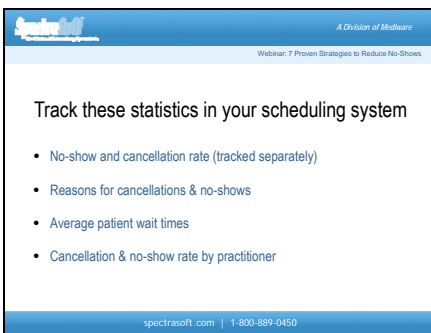 SpectraSoft
A Division of Mediware
Webinar: 7 Proven Strategies to Reduce No-Shows
Track these statistics in your scheduling system
• No-show and cancellation rate (tracked separately)
• Reasons for cancellations & no-shows
• Average patient wait times
• Cancellation & no-show rate by practitioner
spectrasoft.com | 1-800-889-0450